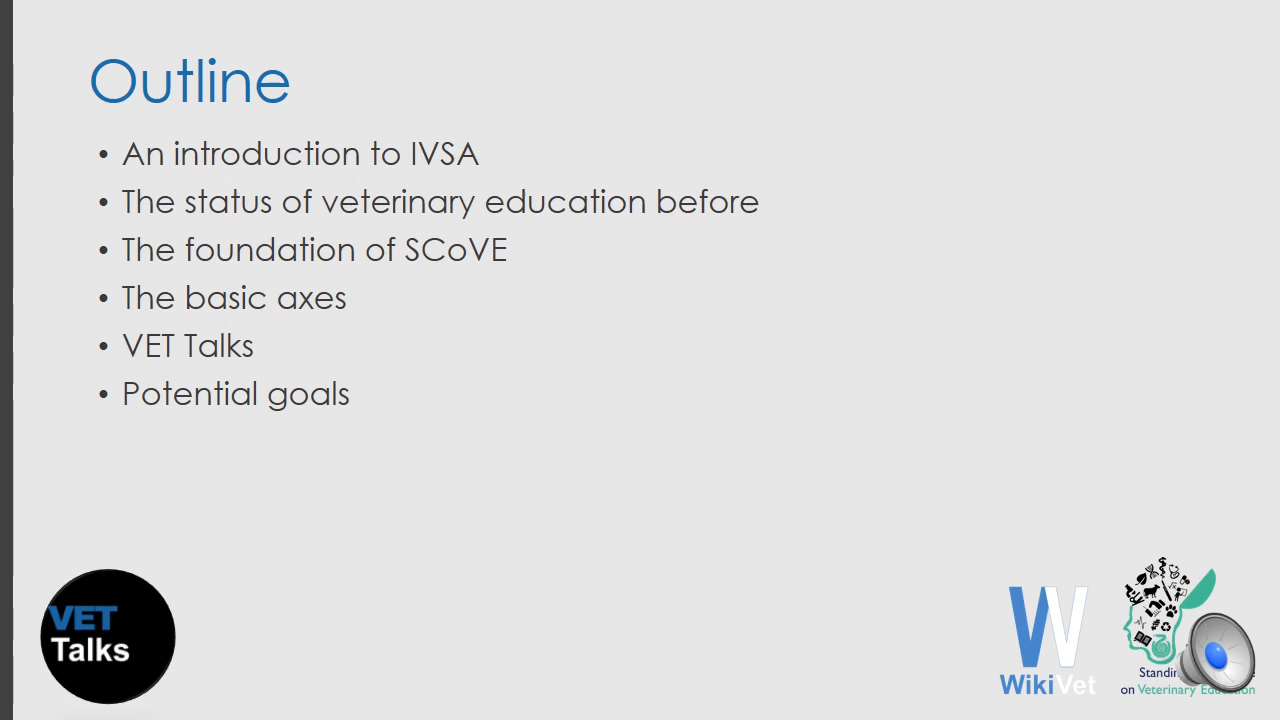 Outline
• An introduction to IVSA
• The status of veterinary education before
• The foundation of SCoVE
• The basic axes
• VET Talks
• Potential goals
VET
Talks
W
WikiVet
on Veterinary